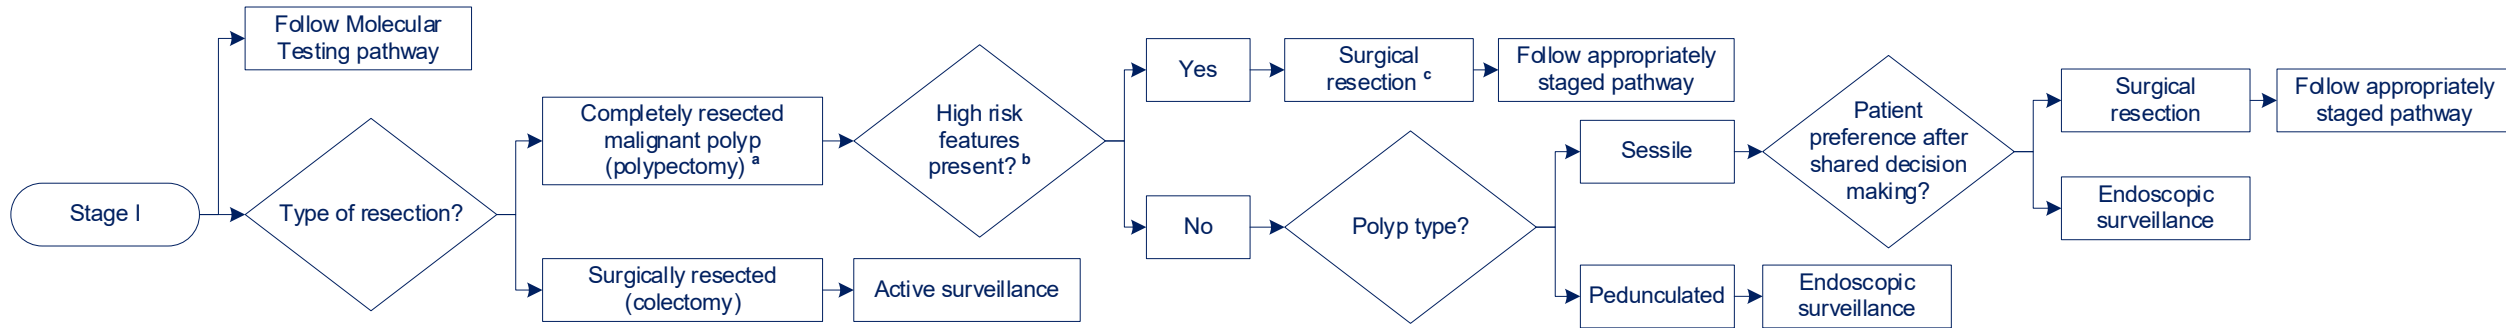 Stage I
Follow Molecular
Testing pathway
Type of resection?
Completely resected
malignant polyp
(polypectomy) a
Surgically resected
(colectomy)
Active surveillance
High risk
features
present? b
Yes
Surgical
resection c
Follow appropriately
staged pathway
No
Polyp type?
Sessile
Patient
preference after
shared decision
making?
Surgical
resection
Follow appropriately
staged pathway
Endoscopic
surveillance
Pedunculated
Endoscopic
surveillance